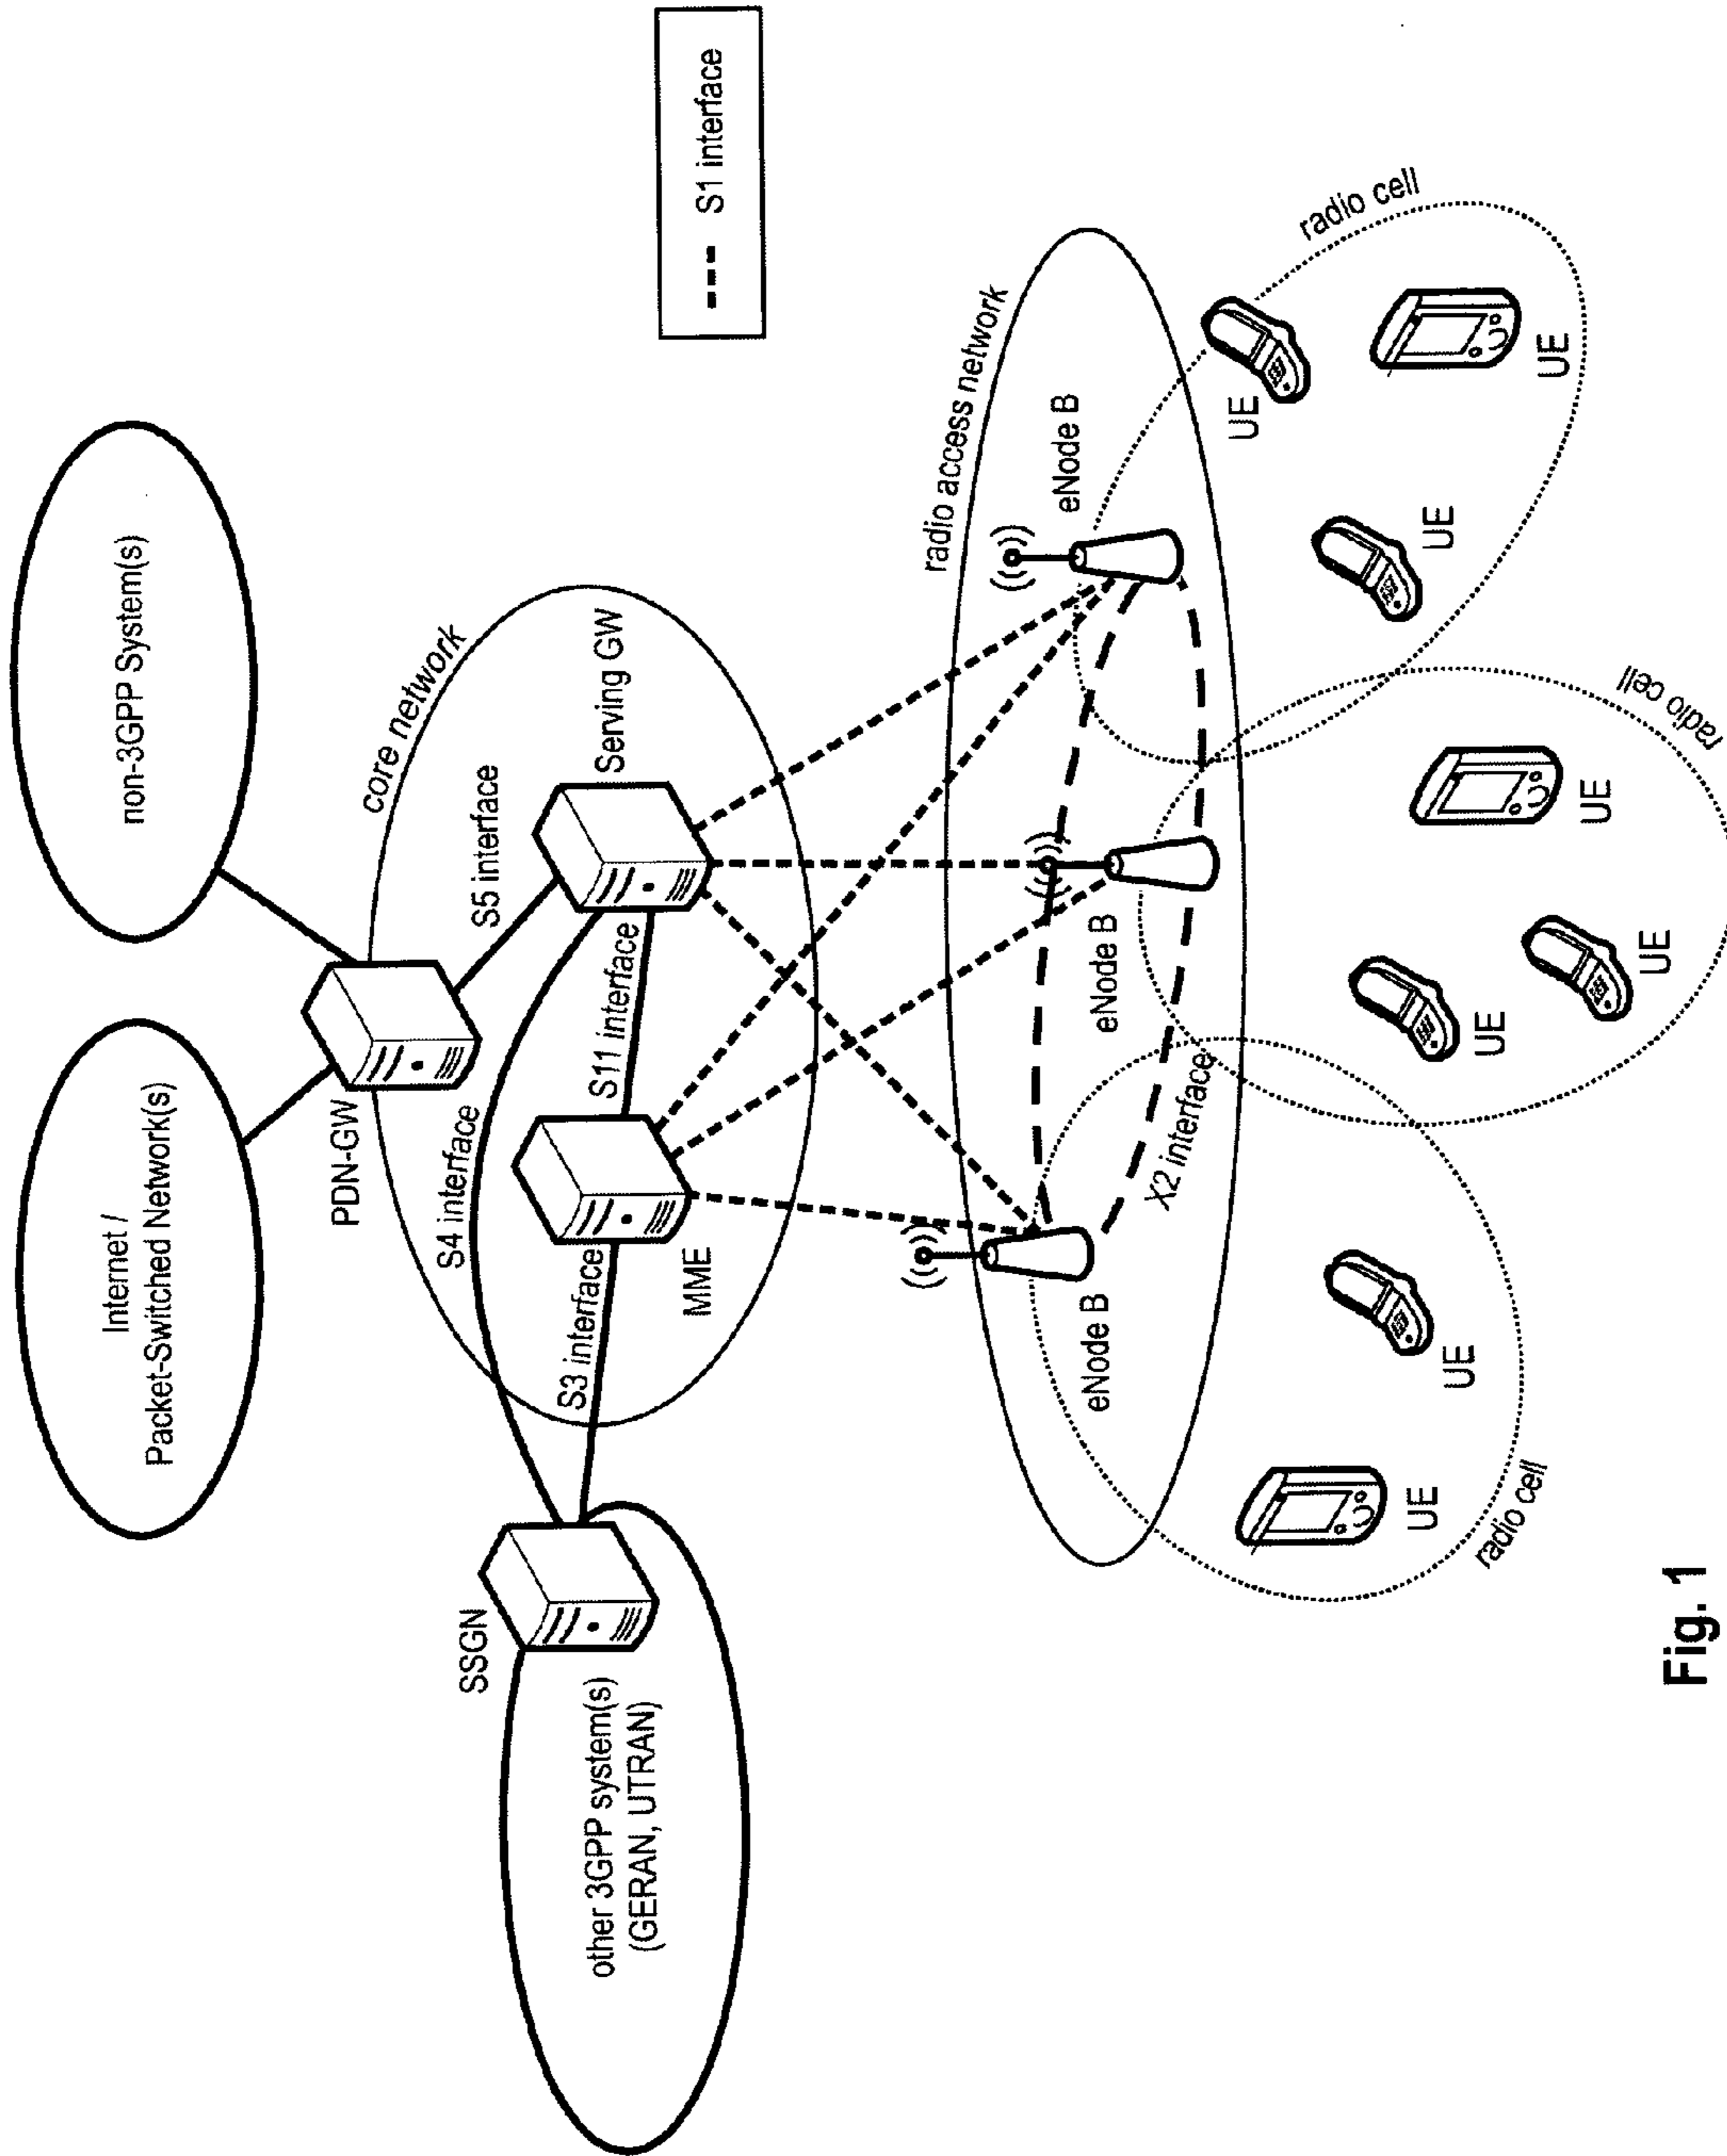 Internet /
Packet-Switched Network(s)
non-3GPP System(s)
PDN-GW
core network
SSGN
S4 interface
S5 interface
other 3GPP system(s)
(GERAN, UTRAN)
S3 interface
S11 interface
Serving GW
MME
--- S1 interface
radio access network
eNode B
eNode B
eNode B
X2 interface
radio cell
UE
UE
UE
radio cell
UE
UE
UE
radio cell
UE
UE
Fig. 1